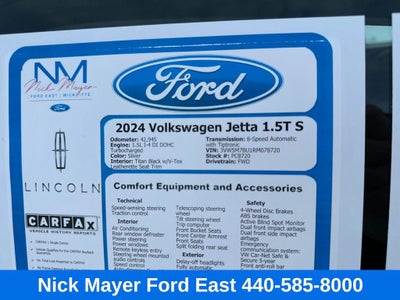 NM
Nick Mayer
FORD EAST | WICKLIFFE
Ford
Ford
2024 Volkswagen Jetta 1.5T S
Odometer: 42,945
Engine: 1.5L I-4 DI DOHC
Turbocharged
Color: Silver
Interior: Titan Black w/V-Tex
Leatherette Seat Trim
Transmission: 8-Speed Automatic
with Tiptronic
VIN: 3VW5M7BU1RM078720
Stock #: PC8720
Drivetrain: FWD
LINCOLN
CARFAX
VEHICLE HISTORY REPORTS
CARFAX 1 Single Owner
Comfort Equipment and Accessories
Technical
Speed-sensing steering
Traction control
Interior
Air Conditioning
Rear window defroster
Power steering
Power windows
Remote keyless entry
Steering wheel mounted
audio controls
Speed control
Automatic temperature
Telescoping steering
wheel
Tilt steering wheel
Trip computer
Front Bucket Seats
Front Center Armrest
Front Seats
Split folding rear seat
Exterior
Delay-off headlights
Fully automatic
Safety
4-Wheel Disc Brakes
ABS brakes
Active Blind Spot Monitor
Dual front impact airbags
Dual front side impact
airbags
Emergency
communication system:
VW Car-Net Safe &
Secure 5-year
Front anti-roll bar
Nick Mayer Ford East 440-585-8000